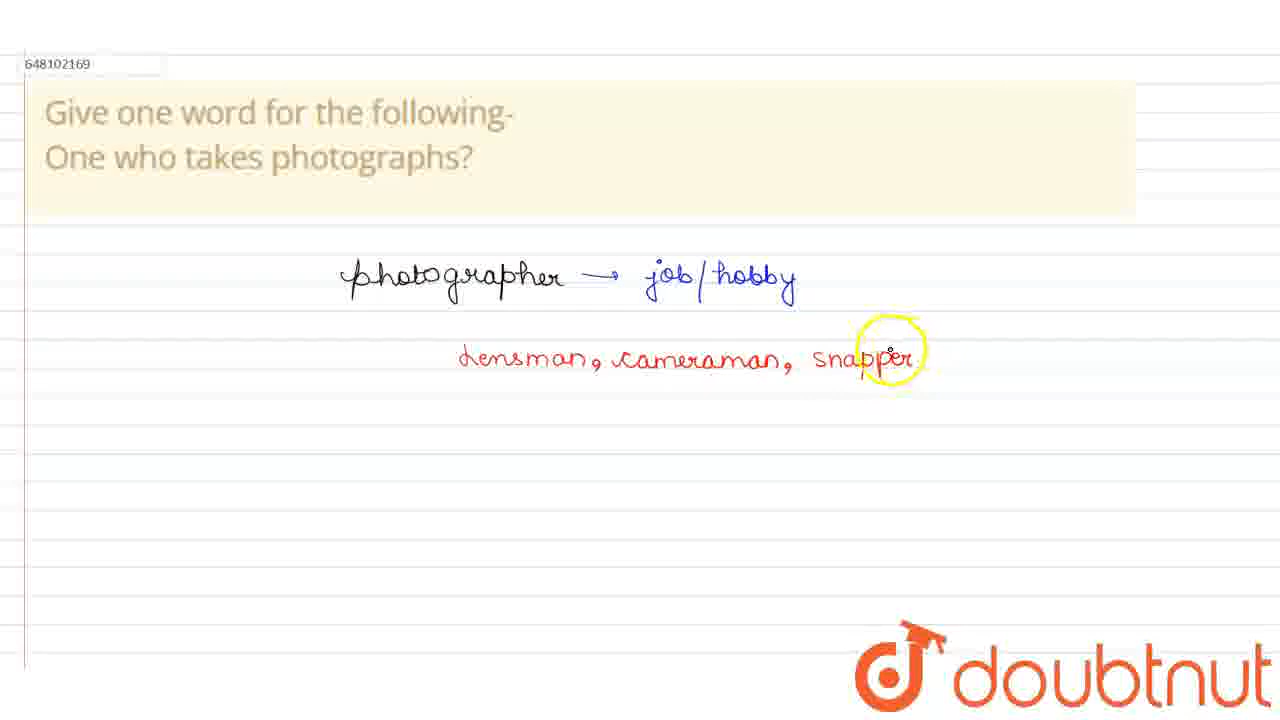 648102169
Give one word for the following-
One who takes photographs?
photographer → job/hobby
Lensman, cameraman, snapper
doubtnut